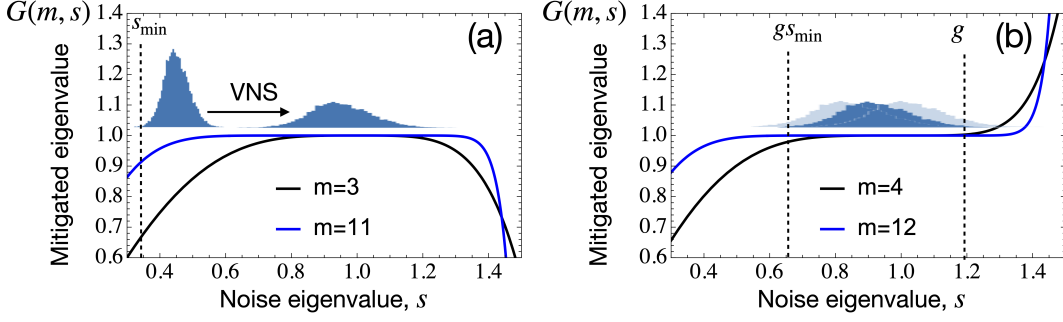 G(m, s)
s_min
(a)
VNS
m=3
m=11
Mitigated eigenvalue
1.4
1.3
1.2
1.1
1.0
0.9
0.8
0.7
0.6
0.4 0.6 0.8 1.0 1.2 1.4
Noise eigenvalue, s
G(m, s)
gs_min
g
(b)
m=4
m=12
Mitigated eigenvalue
1.4
1.3
1.2
1.1
1.0
0.9
0.8
0.7
0.6
0.4 0.6 0.8 1.0 1.2 1.4
Noise eigenvalue, s